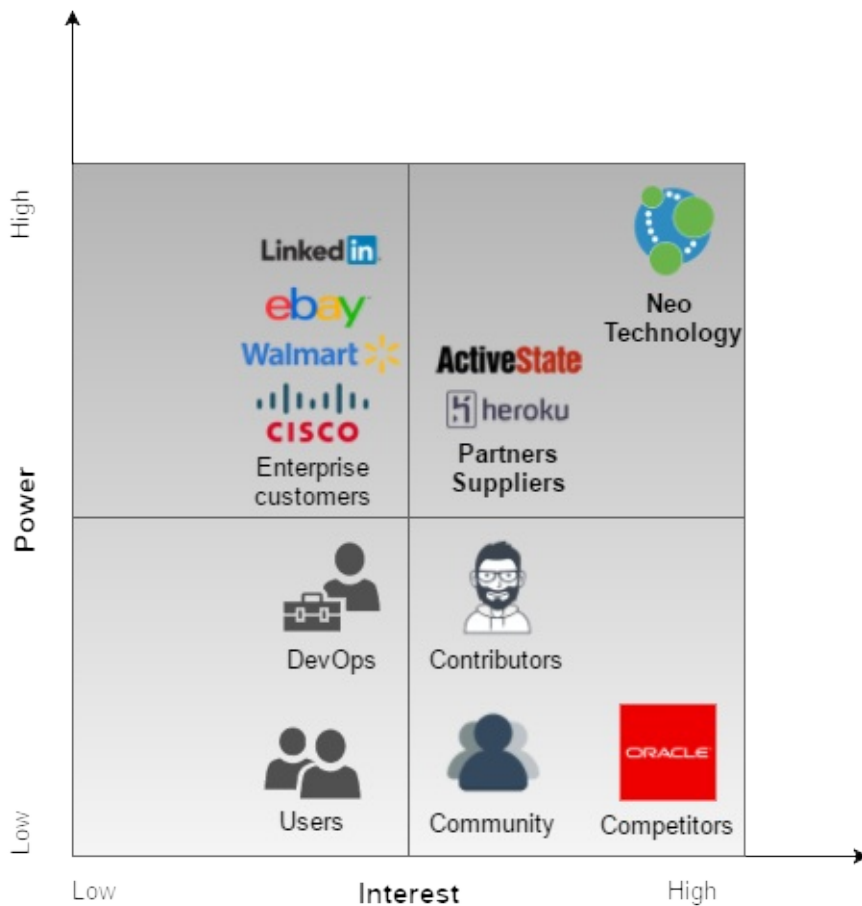 High
Linked in
ebay
Neo
Technology
Walmart
ActiveState
heroku
CISCO
Partners
Suppliers
Enterprise
customers
Power
DevOps
Contributors
ORACLE
Users
Community
Competitors
Low
Low
Interest
High